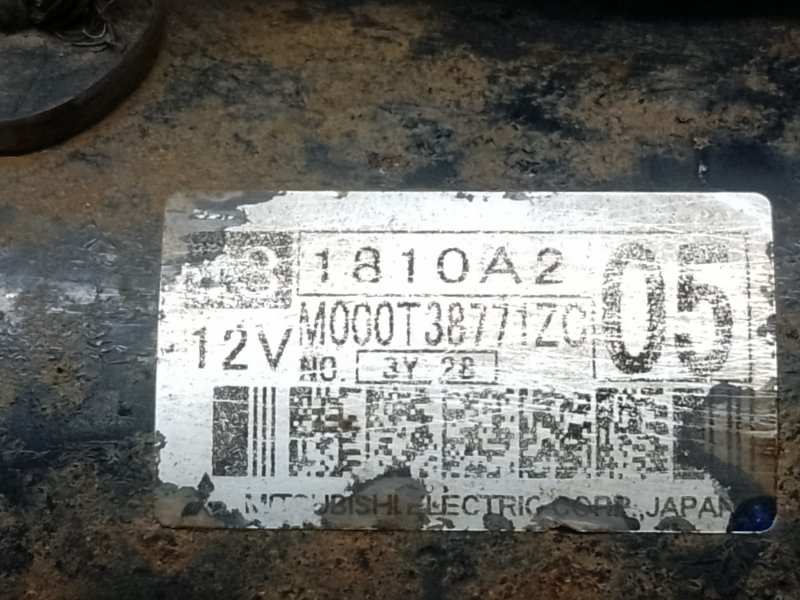 1810A2
05
12V
M000T38771ZC
NO. 3Y 28
MITSUBISHI ELECTRIC CORP. JAPAN